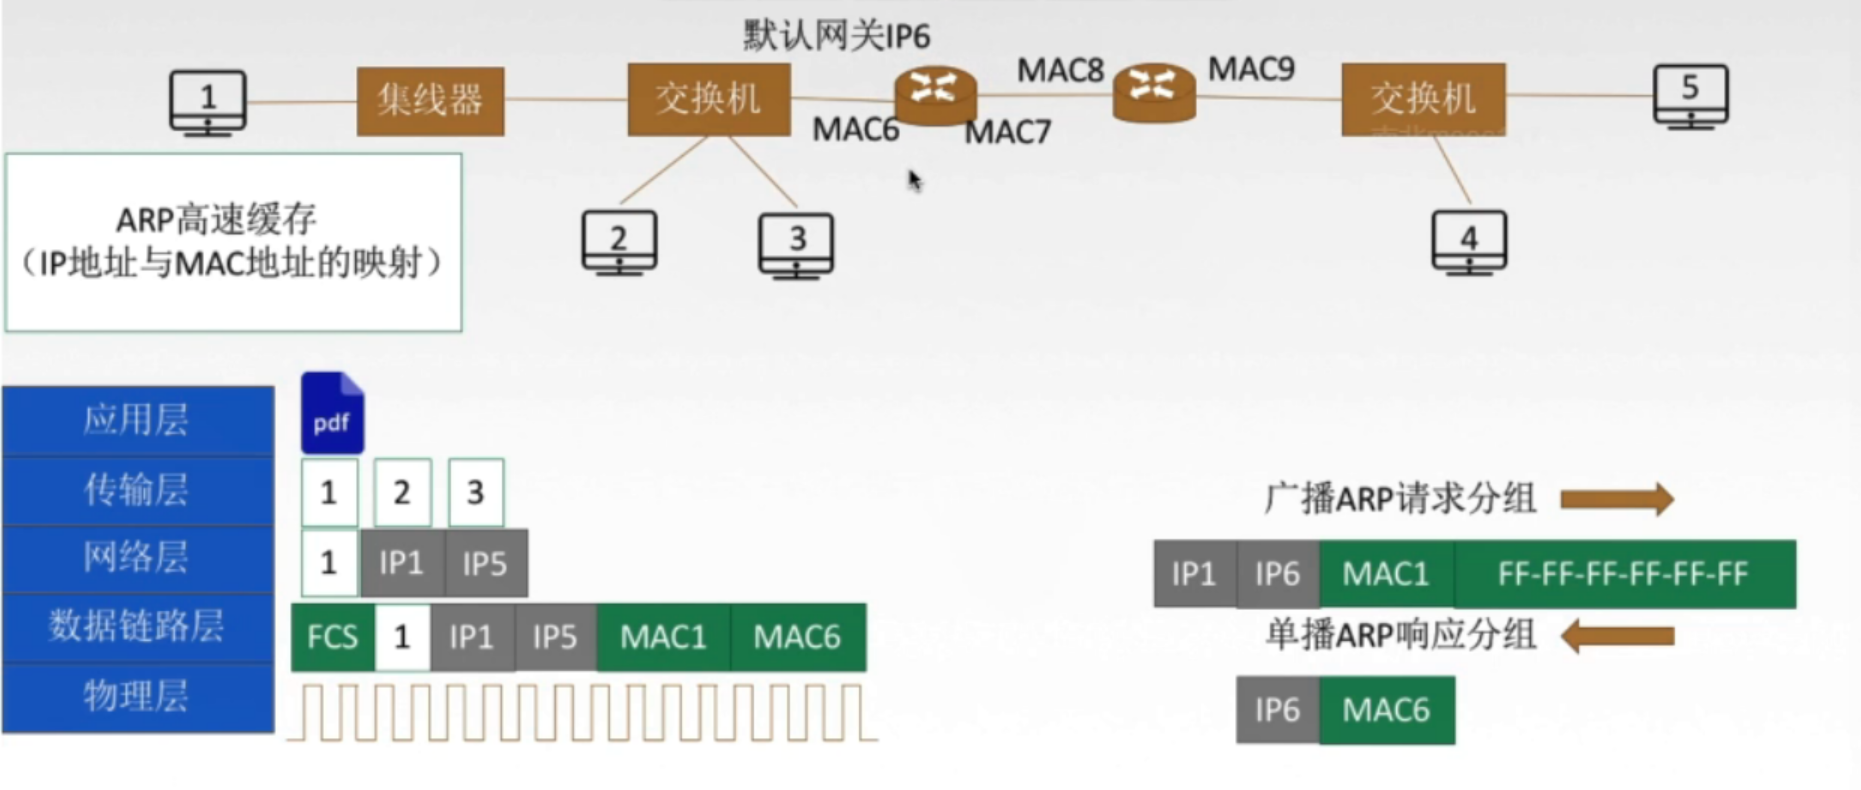 默认网关IP6
1
集线器
交换机
MAC6
MAC7
MAC8
MAC9
交换机
5
ARP高速缓存
（IP地址与MAC地址的映射）
2
3
4
应用层
pdf
传输层
1 2 3
网络层
1 IP1 IP5
数据链路层
FCS 1 IP1 IP5 MAC1 MAC6
物理层
广播ARP请求分组
IP1 IP6 MAC1 FF-FF-FF-FF-FF-FF
单播ARP响应分组
IP6 MAC6